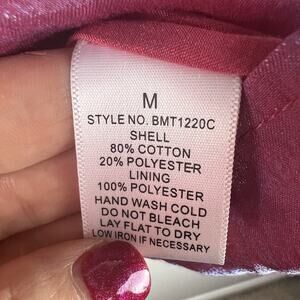 M
STYLE NO. BMT1220C
SHELL
80% COTTON
20% POLYESTER
LINING
100% POLYESTER
HAND WASH COLD
DO NOT BLEACH
LAY FLAT TO DRY
LOW IRON IF NECESSARY